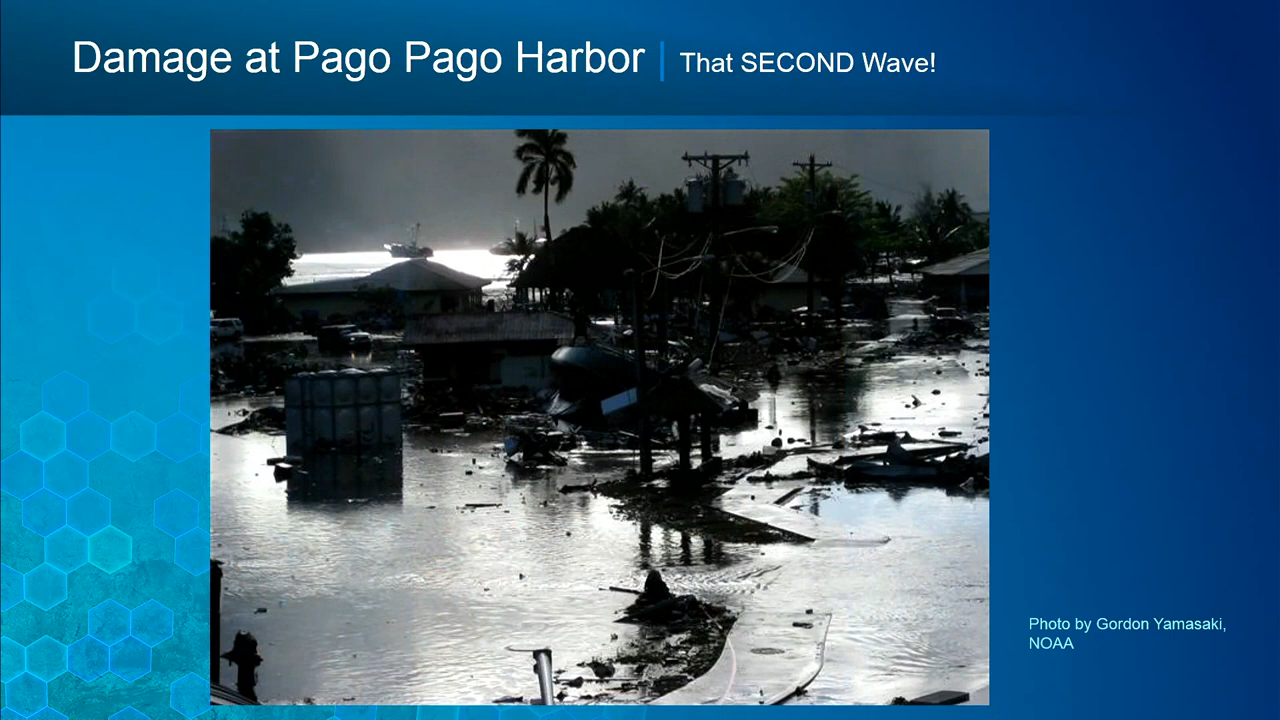 Damage at Pago Pago Harbor | That SECOND Wave!
Photo by Gordon Yamasaki,
NOAA